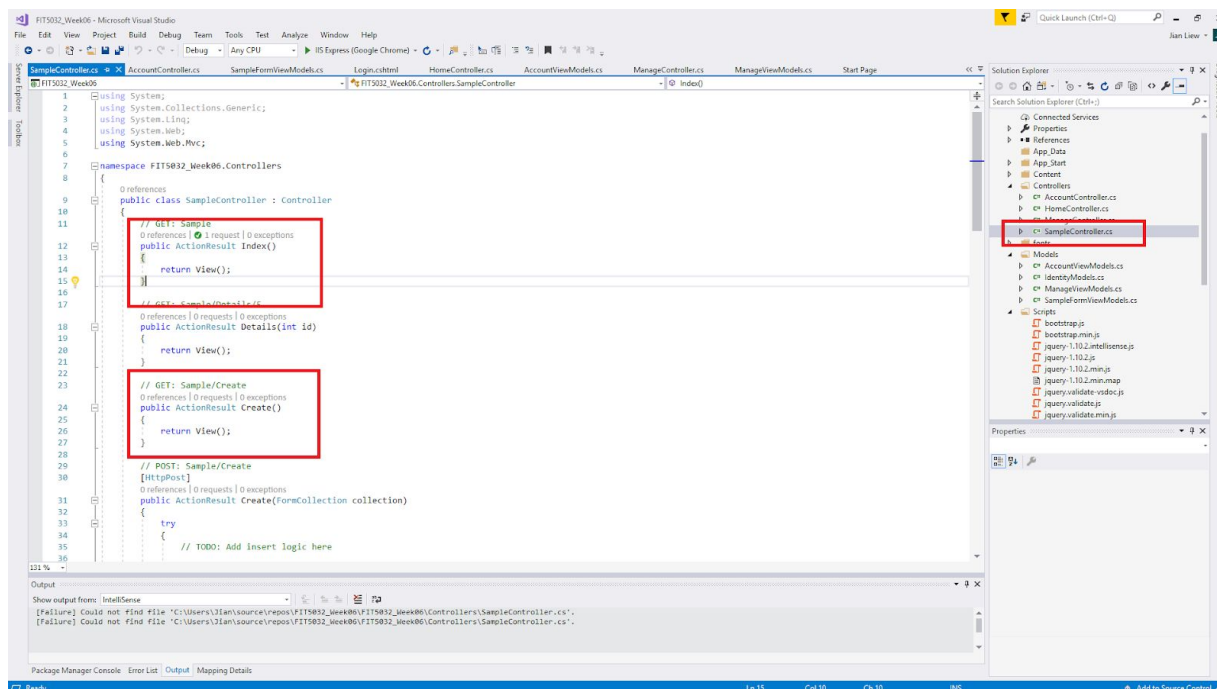 FIT5032_Week06 - Microsoft Visual Studio
Quick Launch (Ctrl+Q)
File Edit View Project Build Debug Team Tools Test Analyze Window Help
Jian Liew
Debug Any CPU IIS Express (Google Chrome)
Server Explorer
Toolbox
SampleController.cs AccountController.cs SampleFormViewModels.cs Login.cshtml HomeController.cs AccountViewModels.cs ManageController.cs ManageViewModels.cs Start Page
FIT5032_Week06 FIT5032_Week06.Controllers.SampleController Index()
1 using System;
2 using System.Collections.Generic;
3 using System.Linq;
4 using System.Web;
5 using System.Web.Mvc;
6
7 namespace FIT5032_Week06.Controllers
8 {
0 references
9 public class SampleController : Controller
10 {
11 // GET: Sample
0 references | 1 request | 0 exceptions
12 public ActionResult Index()
13 {
14 return View();
15 }
16
17 // GET: Sample/Details/5
0 references | 0 requests | 0 exceptions
18 public ActionResult Details(int id)
19 {
20 return View();
21 }
22
23 // GET: Sample/Create
0 references | 0 requests | 0 exceptions
24 public ActionResult Create()
25 {
26 return View();
27 }
28
29 // POST: Sample/Create
30 [HttpPost]
0 references | 0 requests | 0 exceptions
31 public ActionResult Create(FormCollection collection)
32 {
33 try
34 {
35 // TODO: Add insert logic here
36
131 %
Solution Explorer
Search Solution Explorer (Ctrl+;)
Connected Services
Properties
References
App_Data
App_Start
Content
Controllers
AccountController.cs
HomeController.cs
ManageController.cs
SampleController.cs
fonts
Models
AccountViewModels.cs
IdentityModels.cs
ManageViewModels.cs
SampleFormViewModels.cs
Scripts
bootstrap.js
bootstrap.min.js
jquery-1.10.2.intellisense.js
jquery-1.10.2.js
jquery-1.10.2.min.js
jquery-1.10.2.min.map
jquery.validate-vsdoc.js
jquery.validate.js
jquery.validate.min.js
Properties
Output
Show output from: IntelliSense
[Failure] Could not find file 'C:\Users\Jian\source\repos\FIT5032_Week06\FIT5032_Week06\Controllers\SampleController.cs'.
[Failure] Could not find file 'C:\Users\Jian\source\repos\FIT5032_Week06\FIT5032_Week06\Controllers\SampleController.cs'.
Package Manager Console Error List Output Mapping Details
Ready Ln 15 Col 10 Ch 10 INS Add to Source Control